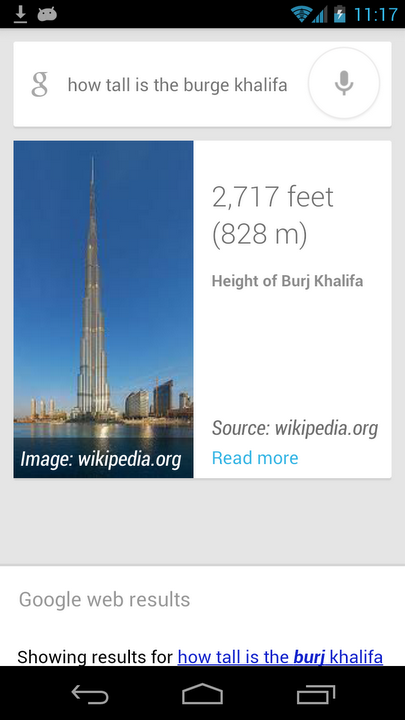 11:17
g how tall is the burge khalifa
2,717 feet
(828 m)
Height of Burj Khalifa
Source: wikipedia.org
Image: wikipedia.org
Read more
Google web results
Showing results for how tall is the burj khalifa